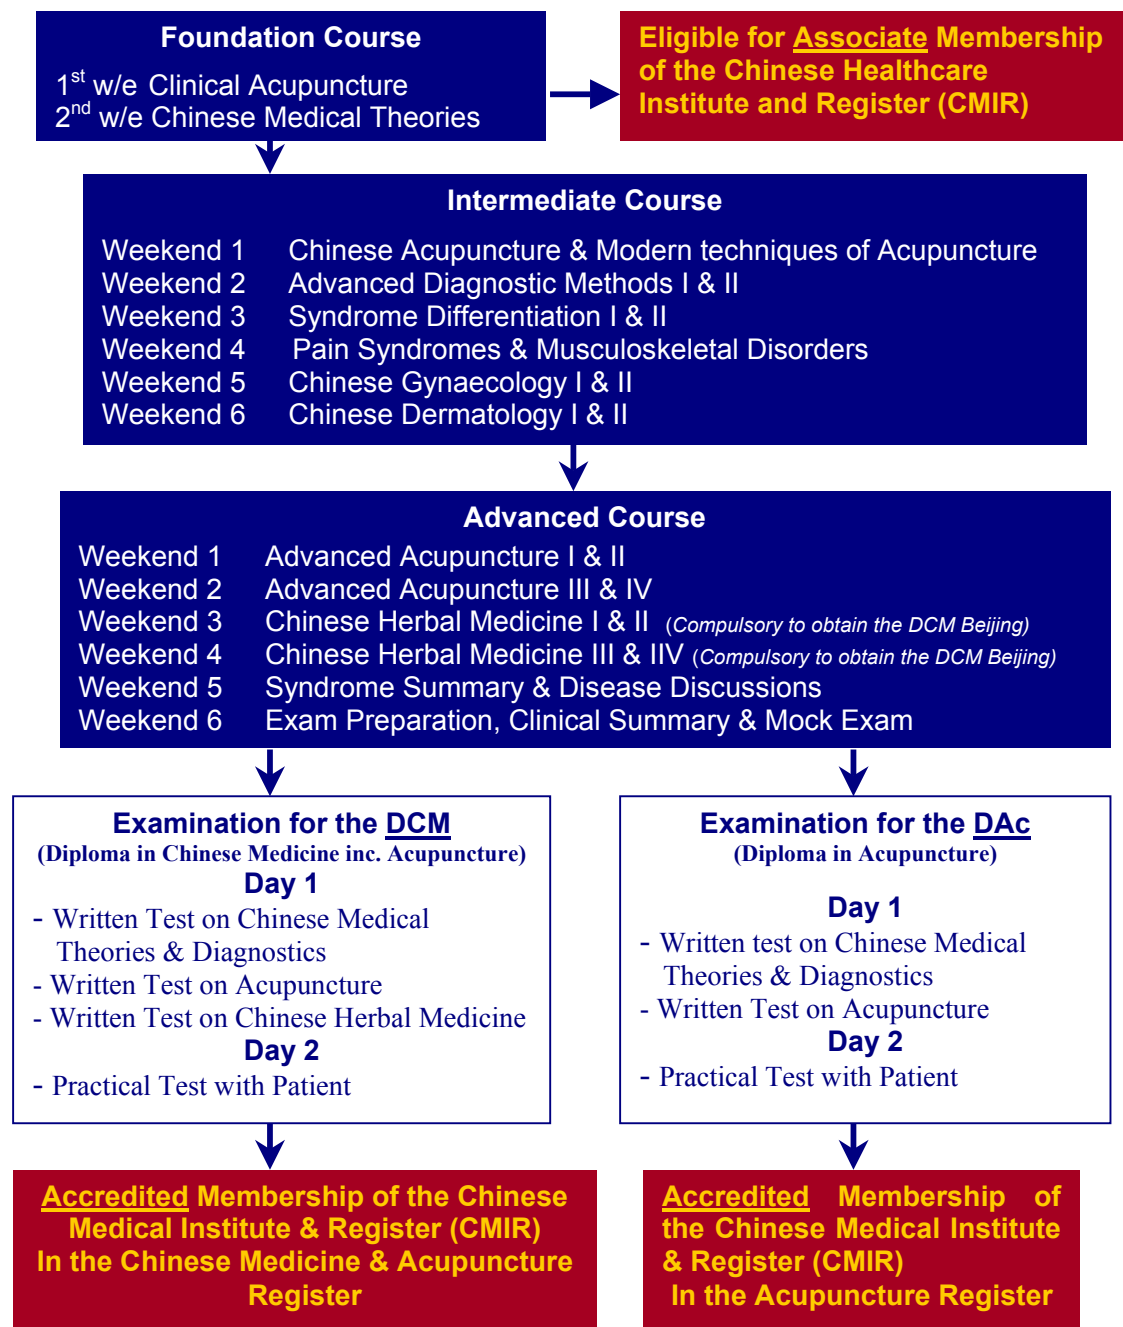 Foundation Course
1st w/e Clinical Acupuncture
2nd w/e Chinese Medical Theories
Eligible for Associate Membership
of the Chinese Healthcare
Institute and Register (CMIR)
Intermediate Course
Weekend 1 Chinese Acupuncture & Modern techniques of Acupuncture
Weekend 2 Advanced Diagnostic Methods I & II
Weekend 3 Syndrome Differentiation I & II
Weekend 4 Pain Syndromes & Musculoskeletal Disorders
Weekend 5 Chinese Gynaecology I & II
Weekend 6 Chinese Dermatology I & II
Advanced Course
Weekend 1 Advanced Acupuncture I & II
Weekend 2 Advanced Acupuncture III & IV
Weekend 3 Chinese Herbal Medicine I & II (Compulsory to obtain the DCM Beijing)
Weekend 4 Chinese Herbal Medicine III & IIV (Compulsory to obtain the DCM Beijing)
Weekend 5 Syndrome Summary & Disease Discussions
Weekend 6 Exam Preparation, Clinical Summary & Mock Exam
Examination for the DCM
(Diploma in Chinese Medicine inc. Acupuncture)
Day 1
- Written Test on Chinese Medical
Theories & Diagnostics
- Written Test on Acupuncture
- Written Test on Chinese Herbal Medicine
Day 2
- Practical Test with Patient
Examination for the DAc
(Diploma in Acupuncture)
Day 1
- Written test on Chinese Medical
Theories & Diagnostics
- Written Test on Acupuncture
Day 2
- Practical Test with Patient
Accredited Membership of the Chinese
Medical Institute & Register (CMIR)
In the Chinese Medicine & Acupuncture
Register
Accredited Membership of
the Chinese Medical Institute
& Register (CMIR)
In the Acupuncture Register